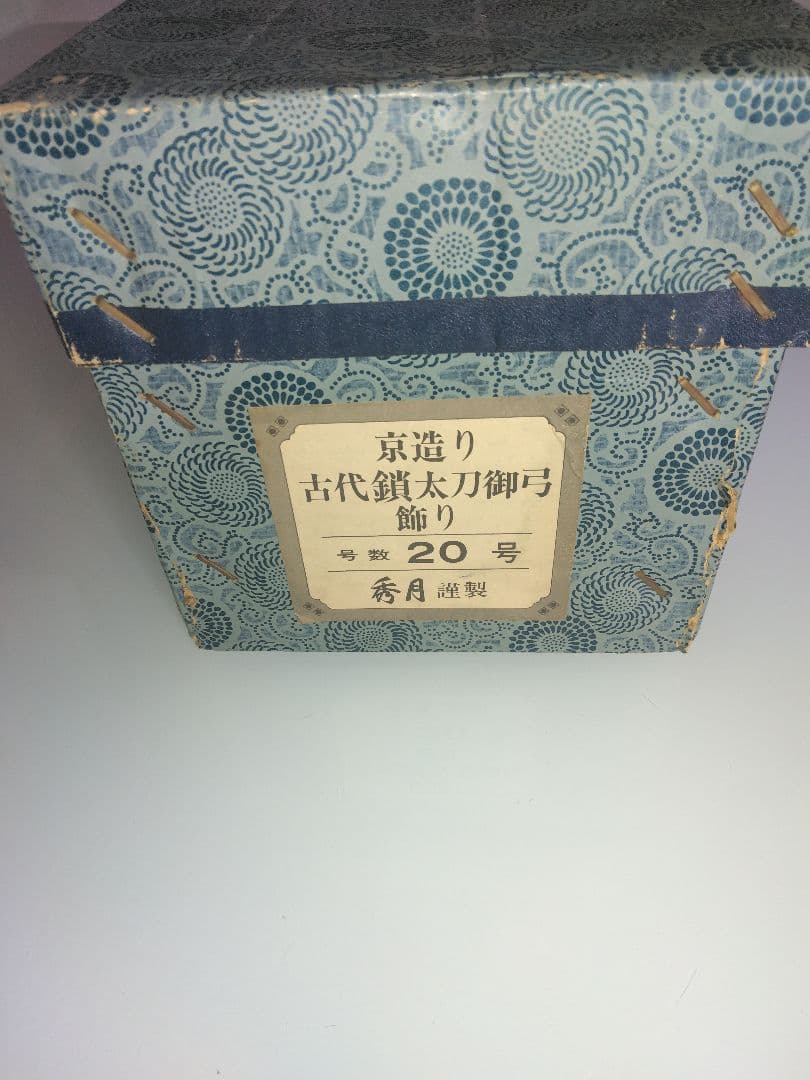 京造り
古代鎖太刀御弓
飾り
号数 20 号
秀月 謹製